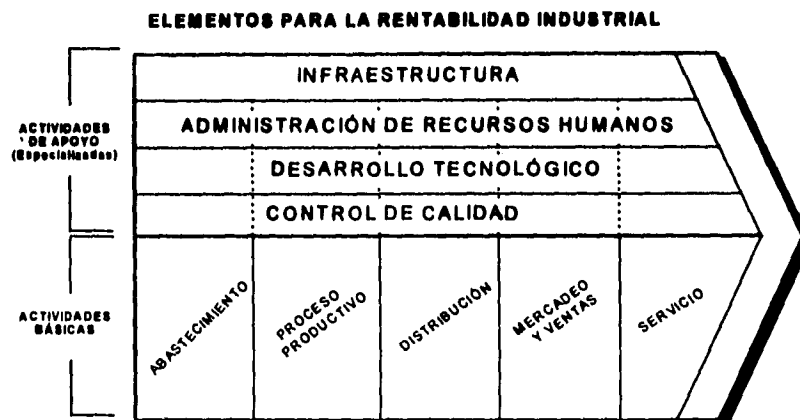 ELEMENTOS PARA LA RENTABILIDAD INDUSTRIAL
ACTIVIDADES
DE APOYO
(Especializadas)
INFRAESTRUCTURA
ADMINISTRACIÓN DE RECURSOS HUMANOS
DESARROLLO TECNOLÓGICO
CONTROL DE CALIDAD
ACTIVIDADES
BÁSICAS
ABASTECIMIENTO
PROCESO
PRODUCTIVO
DISTRIBUCIÓN
MERCADEO
Y VENTAS
SERVICIO